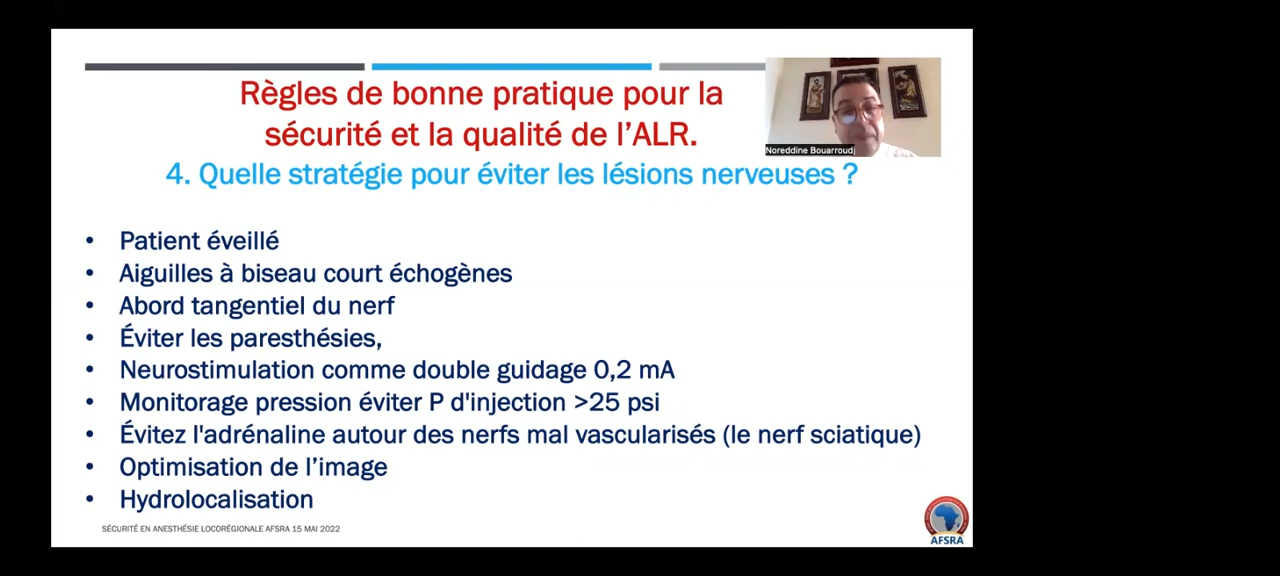 Règles de bonne pratique pour la
sécurité et la qualité de l'ALR.
Noreddine Bouarroudj
4. Quelle stratégie pour éviter les lésions nerveuses ?
• Patient éveillé
• Aiguilles à biseau court échogènes
• Abord tangentiel du nerf
• Éviter les paresthésies,
• Neurostimulation comme double guidage 0,2 mA
• Monitorage pression éviter P d'injection >25 psi
• Évitez l'adrénaline autour des nerfs mal vascularisés (le nerf sciatique)
• Optimisation de l'image
• Hydrolocalisation
SÉCURITÉ EN ANESTHÉSIE LOCORÉGIONALE AFSRA 15 MAI 2022
AFSRA